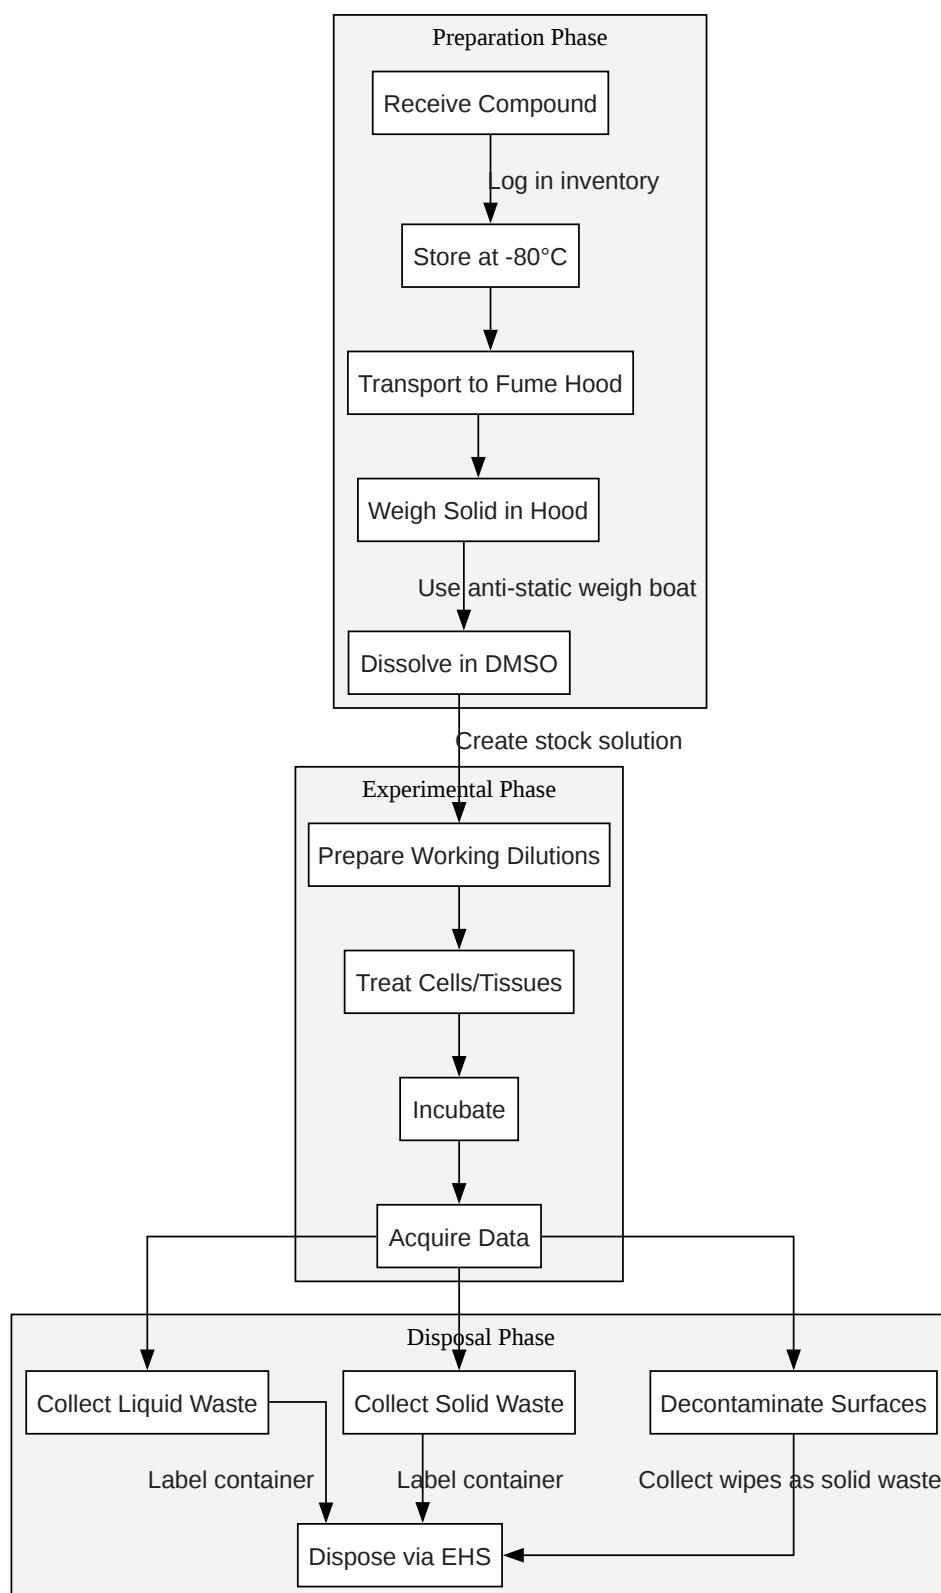 Preparation Phase
Receive Compound
Log in inventory
Store at -80°C
Transport to Fume Hood
Weigh Solid in Hood
Use anti-static weigh boat
Dissolve in DMSO
Create stock solution
Experimental Phase
Prepare Working Dilutions
Treat Cells/Tissues
Incubate
Acquire Data
Disposal Phase
Collect Liquid Waste
Collect Solid Waste
Decontaminate Surfaces
Label container
Label container
Collect wipes as solid waste
Dispose via EHS